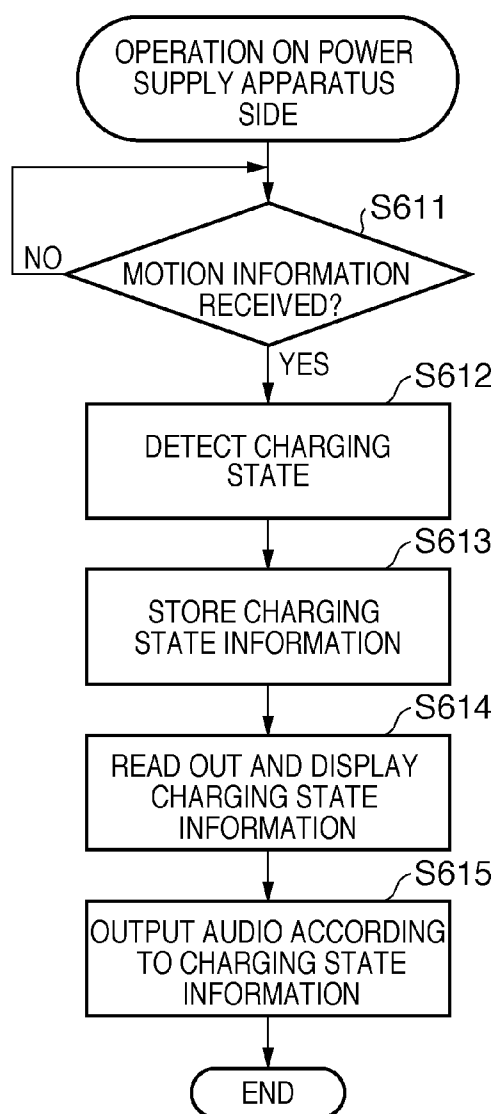 OPERATION ON POWER
SUPPLY APPARATUS
SIDE
S611
NO
MOTION INFORMATION
RECEIVED?
YES
S612
DETECT CHARGING
STATE
S613
STORE CHARGING
STATE INFORMATION
S614
READ OUT AND DISPLAY
CHARGING STATE
INFORMATION
S615
OUTPUT AUDIO ACCORDING
TO CHARGING STATE
INFORMATION
END